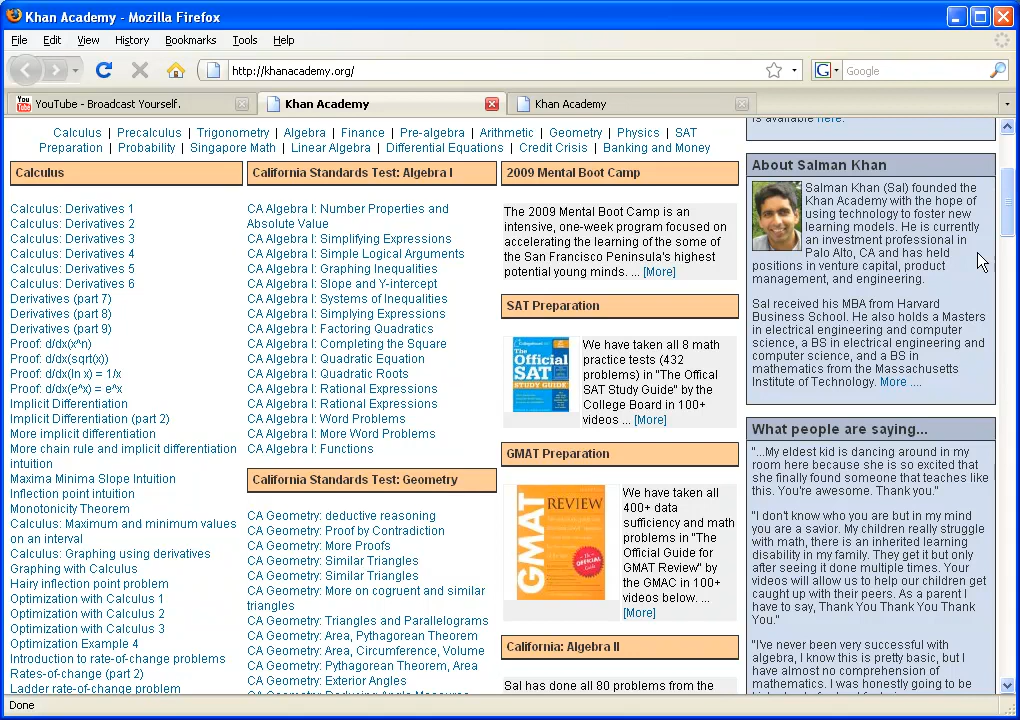 Khan Academy - Mozilla Firefox
File Edit View History Bookmarks Tools Help
http://khanacademy.org/
Google
YouTube - Broadcast Yourself.
Khan Academy
Khan Academy
Calculus | Precalculus | Trigonometry | Algebra | Finance | Pre-algebra | Arithmetic | Geometry | Physics | SAT
Preparation | Probability | Singapore Math | Linear Algebra | Differential Equations | Credit Crisis | Banking and Money
Calculus
Calculus: Derivatives 1
Calculus: Derivatives 2
Calculus: Derivatives 3
Calculus: Derivatives 4
Calculus: Derivatives 5
Calculus: Derivatives 6
Derivatives (part 7)
Derivatives (part 8)
Derivatives (part 9)
Proof: d/dx(x^n)
Proof: d/dx(sqrt(x))
Proof: d/dx(ln x) = 1/x
Proof: d/dx(e^x) = e^x
Implicit Differentiation
Implicit Differentiation (part 2)
More implicit differentiation
More chain rule and implicit differentiation
intuition
Maxima Minima Slope Intuition
Inflection point intuition
Monotonicity Theorem
Calculus: Maximum and minimum values
on an interval
Calculus: Graphing using derivatives
Graphing with Calculus
Hairy inflection point problem
Optimization with Calculus 1
Optimization with Calculus 2
Optimization with Calculus 3
Optimization Example 4
Introduction to rate-of-change problems
Rates-of-change (part 2)
Ladder rate-of-change problem
California Standards Test: Algebra I
CA Algebra I: Number Properties and
Absolute Value
CA Algebra I: Simplifying Expressions
CA Algebra I: Simple Logical Arguments
CA Algebra I: Graphing Inequalities
CA Algebra I: Slope and Y-intercept
CA Algebra I: Systems of Inequalities
CA Algebra I: Simplying Expressions
CA Algebra I: Factoring Quadratics
CA Algebra I: Completing the Square
CA Algebra I: Quadratic Equation
CA Algebra I: Quadratic Roots
CA Algebra I: Rational Expressions
CA Algebra I: Rational Expressions
CA Algebra I: Word Problems
CA Algebra I: More Word Problems
CA Algebra I: Functions
California Standards Test: Geometry
CA Geometry: deductive reasoning
CA Geometry: Proof by Contradiction
CA Geometry: More Proofs
CA Geometry: Similar Triangles
CA Geometry: Similar Triangles
CA Geometry: More on congruent and similar
triangles
CA Geometry: Triangles and Parallelograms
CA Geometry: Area, Pythagorean Theorem
CA Geometry: Area, Circumference, Volume
CA Geometry: Pythagorean Theorem, Area
CA Geometry: Exterior Angles
CA Geometry: Deducing Angle Measures
2009 Mental Boot Camp
The 2009 Mental Boot Camp is an
intensive, one-week program focused on
accelerating the learning of the some of
the San Francisco Peninsula's highest
potential young minds. ... [More]
SAT Preparation
The Official
SAT
STUDY GUIDE
We have taken all 8 math
practice tests (432
problems) in "The Offical
SAT Study Guide" by the
College Board in 100+
videos ... [More]
GMAT Preparation
GMAT REVIEW
OFFICIAL
We have taken all
400+ data
sufficiency and math
problems in "The
Official Guide for
GMAT Review" by
the GMAC in 100+
videos below. ...
[More]
California: Algebra II
Sal has done all 80 problems from the
is available here.
About Salman Khan
Salman Khan (Sal) founded the
Khan Academy with the hope of
using technology to foster new
learning models. He is currently
an investment professional in
Palo Alto, CA and has held
positions in venture capital, product
management, and engineering.
Sal received his MBA from Harvard
Business School. He also holds a Masters
in electrical engineering and computer
science, a BS in electrical engineering and
computer science, and a BS in
mathematics from the Massachusetts
Institute of Technology. More ....
What people are saying...
"...My eldest kid is dancing around in my
room here because she is so excited that
she finally found someone that teaches like
this. You're awesome. Thank you."
"I don't know who you are but in my mind
you are a savior. My children really struggle
with math, there is an inherited learning
disability in my family. They get it but only
after seeing it done multiple times. Your
videos will allow us to help our children get
caught up with their peers. As a parent I
have to say, Thank You Thank You Thank
You."
"I've never been very successful with
algebra, I know this is pretty basic, but I
have almost no comprehension of
mathematics. I was honestly going to be
Done